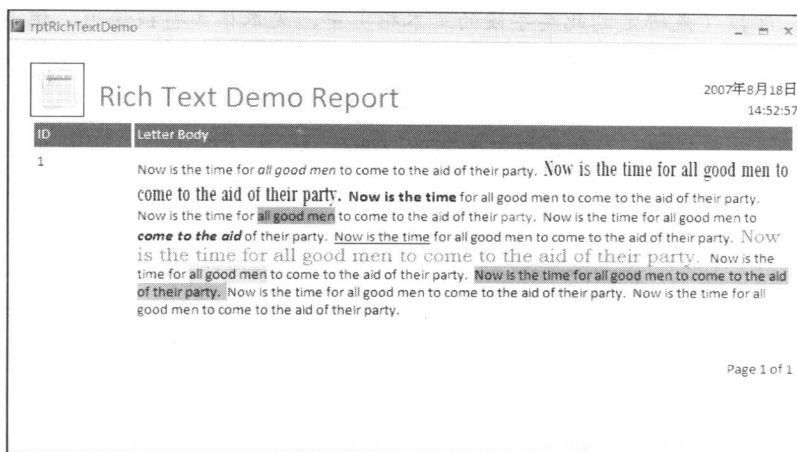 rptRichTextDemo
Rich Text Demo Report
2007年8月18日
14:52:57
ID Letter Body
1
Now is the time for all good men to come to the aid of their party. Now is the time for all good men to
come to the aid of their party. Now is the time for all good men to come to the aid of their party.
Now is the time for all good men to come to the aid of their party. Now is the time for all good men to
come to the aid of their party. Now is the time for all good men to come to the aid of their party. Now
is the time for all good men to come to the aid of their party. Now is the
time for all good men to come to the aid of their party. Now is the time for all good men to come to the aid
of their party. Now is the time for all good men to come to the aid of their party. Now is the time for all
good men to come to the aid of their party.
Page 1 of 1